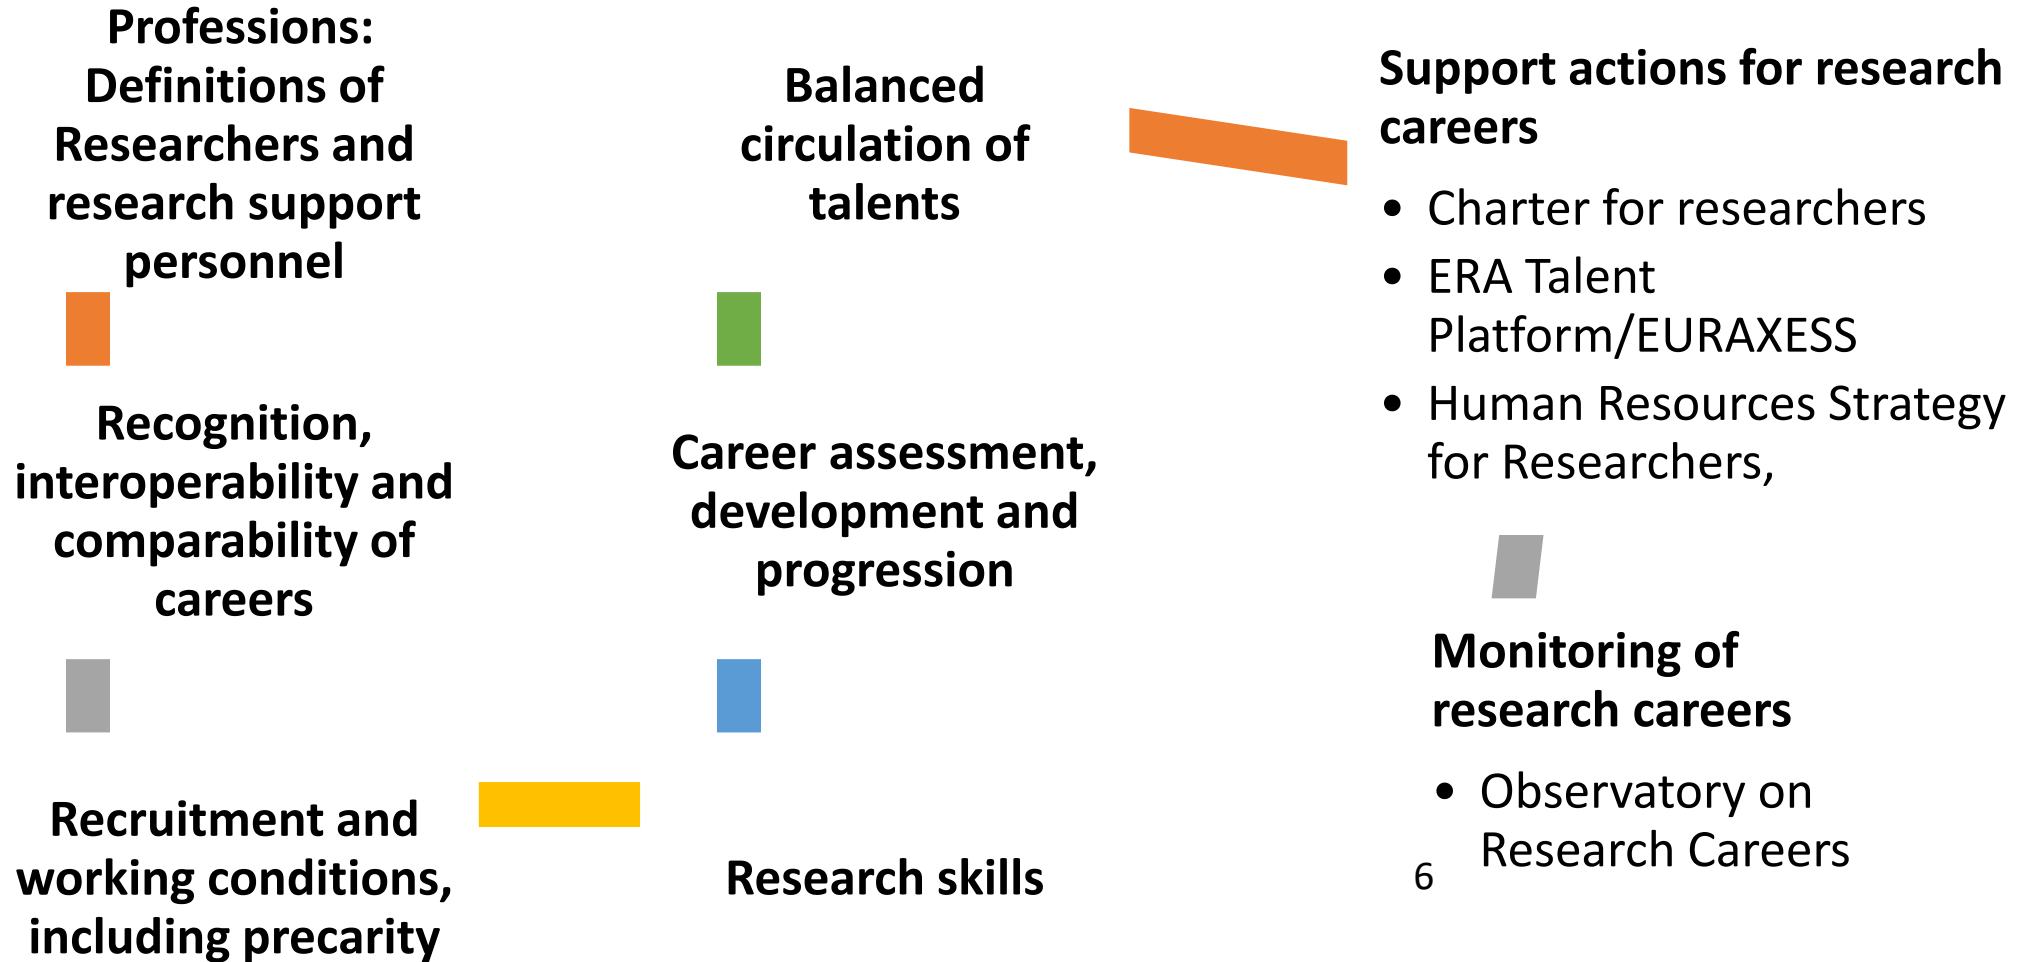 Professions:
Definitions of
Researchers and
research support
personnel
Recognition,
interoperability and
comparability of
careers
Recruitment and
working conditions,
including precarity
Balanced
circulation of
talents
Career assessment,
development and
progression
Research skills
Support actions for research
careers
• Charter for researchers
• ERA Talent
Platform/EURAXESS
• Human Resources Strategy
for Researchers,
Monitoring of
research careers
• Observatory on
Research Careers
6